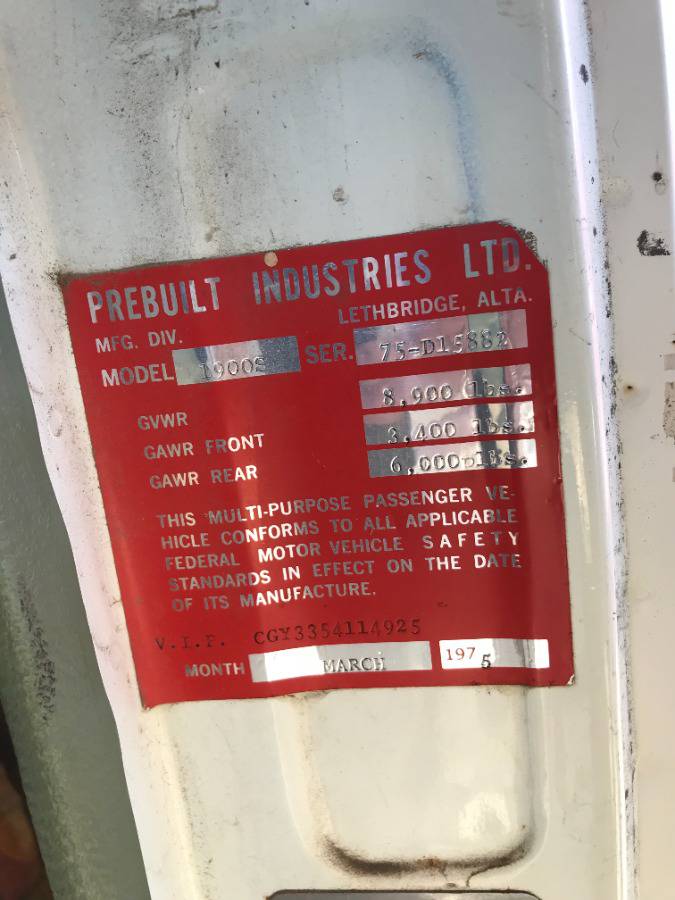 PREBUILT INDUSTRIES LTD.
MFG. DIV. LETHBRIDGE, ALTA.
MODEL 1900S SER. 75-D15882
GVWR 8,900 lbs.
GAWR FRONT 3,400 lbs.
GAWR REAR 6,000 lbs.
THIS MULTI-PURPOSE PASSENGER VE-
HICLE CONFORMS TO ALL APPLICABLE
FEDERAL MOTOR VEHICLE SAFETY
STANDARDS IN EFFECT ON THE DATE
OF ITS MANUFACTURE.
V.I.F. CGY3354114925
MONTH MARCH 1975